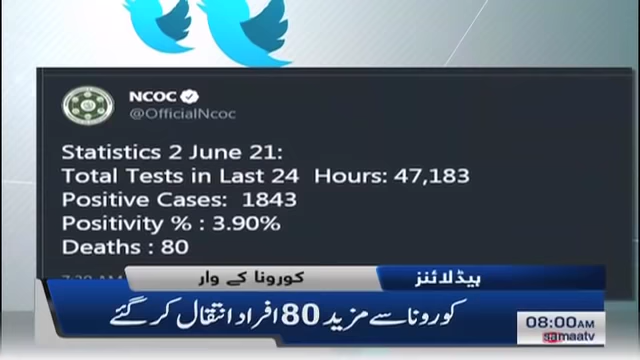 NCOC
@OfficialNcoc
Statistics 2 June 21:
Total Tests in Last 24 Hours: 47,183
Positive Cases: 1843
Positivity % : 3.90%
Deaths : 80
کورونا کے وار
ہیڈلائنز
کورونا سے مزید 80 افراد انتقال کر گئے
08:00AM
samaatv